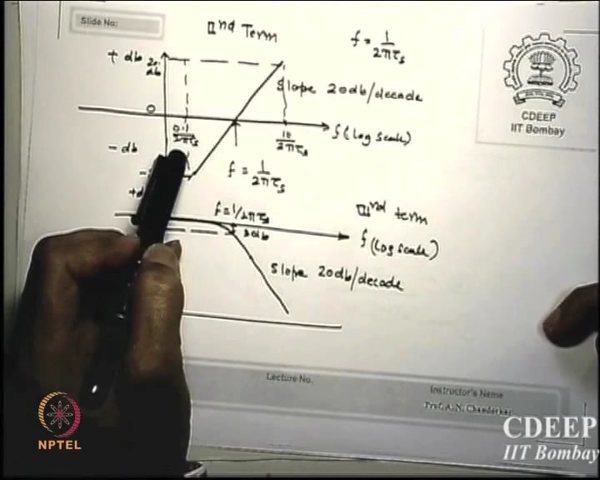 Slide No:
IInd Term
f = 1/2πτs
+ db
20 db
slope 20db/decade
0
0.1/2πτs
10/2πτs
f (Log scale)
- db
f = 1/2πτs
f = 1/2πτs
IIIrd term
3db
f (Log scale)
slope 20db/decade
CDEEP
IIT Bombay
Lecture No.
Instructor's Name
Prof. A. N. Chandorkar
NPTEL
CDEEP
IIT Bombay